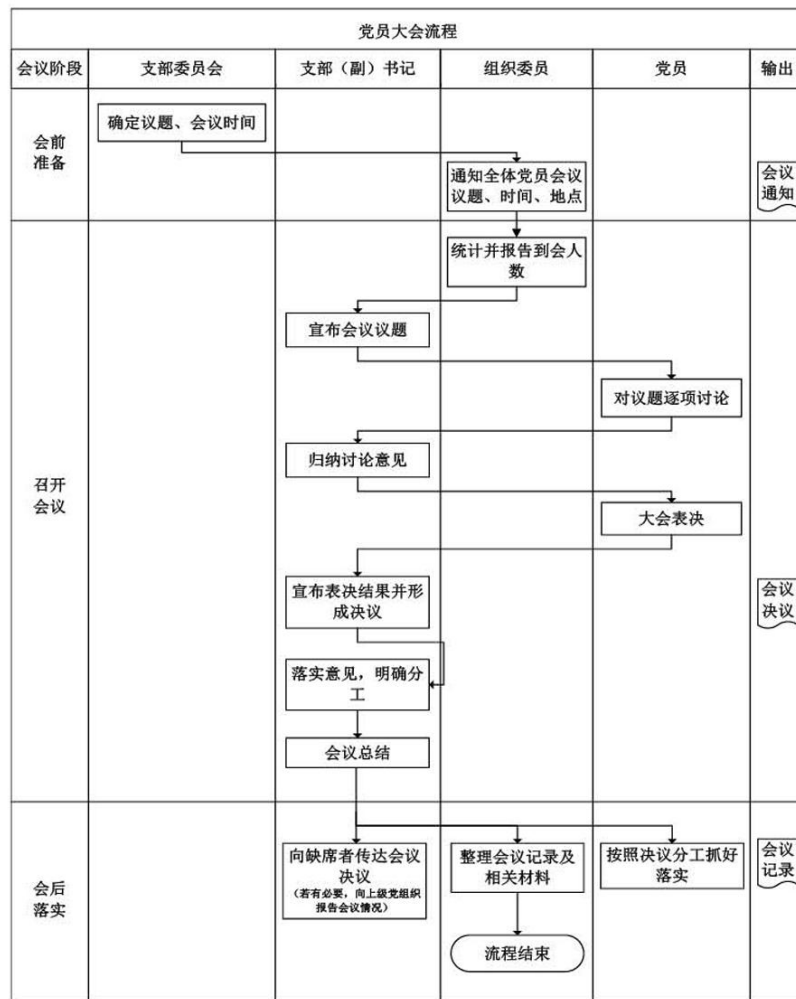 党员大会流程
会议阶段 支部委员会 支部（副）书记 组织委员 党员 输出
会前
准备
确定议题、会议时间
通知全体党员会议
议题、时间、地点
会议
通知
召开
会议
统计并报告到会人
数
宣布会议议题
对议题逐项讨论
归纳讨论意见
大会表决
宣布表决结果并形
成决议
会议
决议
落实意见，明确分
工
会议总结
会后
落实
向缺席者传达会议
决议
（若有必要，向上级党组织
报告会议情况）
整理会议记录及
相关材料
按照决议分工抓好
落实
会议
记录
流程结束